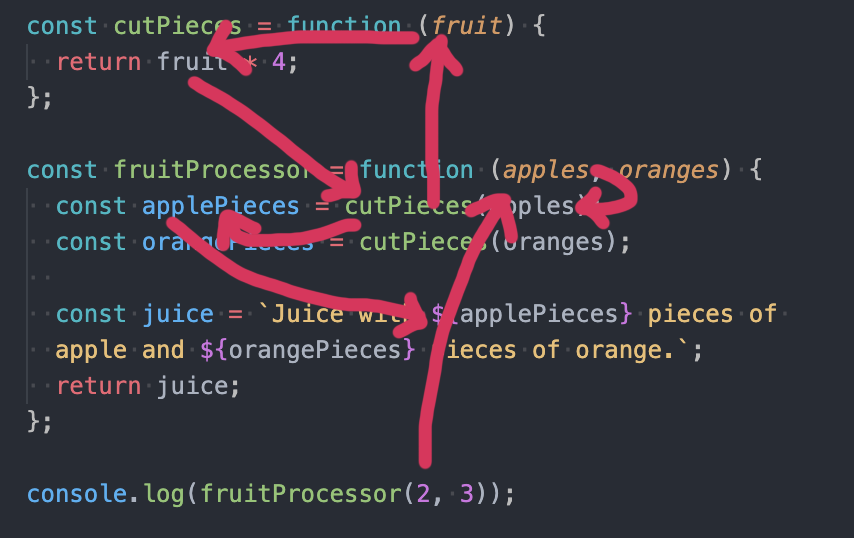 const cutPieces = function (fruit) {
  return fruit * 4;
};
const fruitProcessor = function (apples, oranges) {
  const applePieces = cutPieces(apples);
  const orangePieces = cutPieces(oranges);
  const juice = `Juice with ${applePieces} pieces of
  apple and ${orangePieces} pieces of orange.`;
  return juice;
};
console.log(fruitProcessor(2, 3));